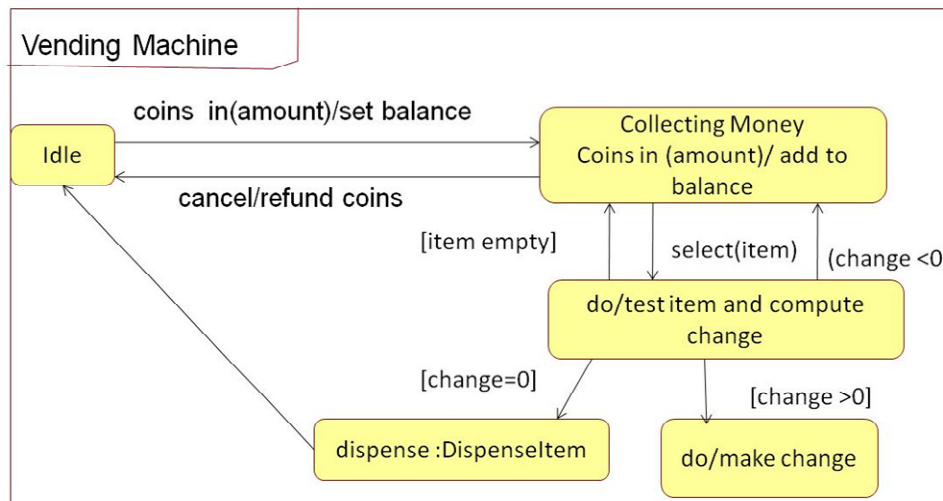 Vending Machine
coins in(amount)/set balance
Idle
Collecting Money
Coins in (amount)/ add to
balance
cancel/refund coins
[item empty]
select(item)
(change <0
do/test item and compute
change
[change=0]
[change >0]
dispense :DispenseItem
do/make change